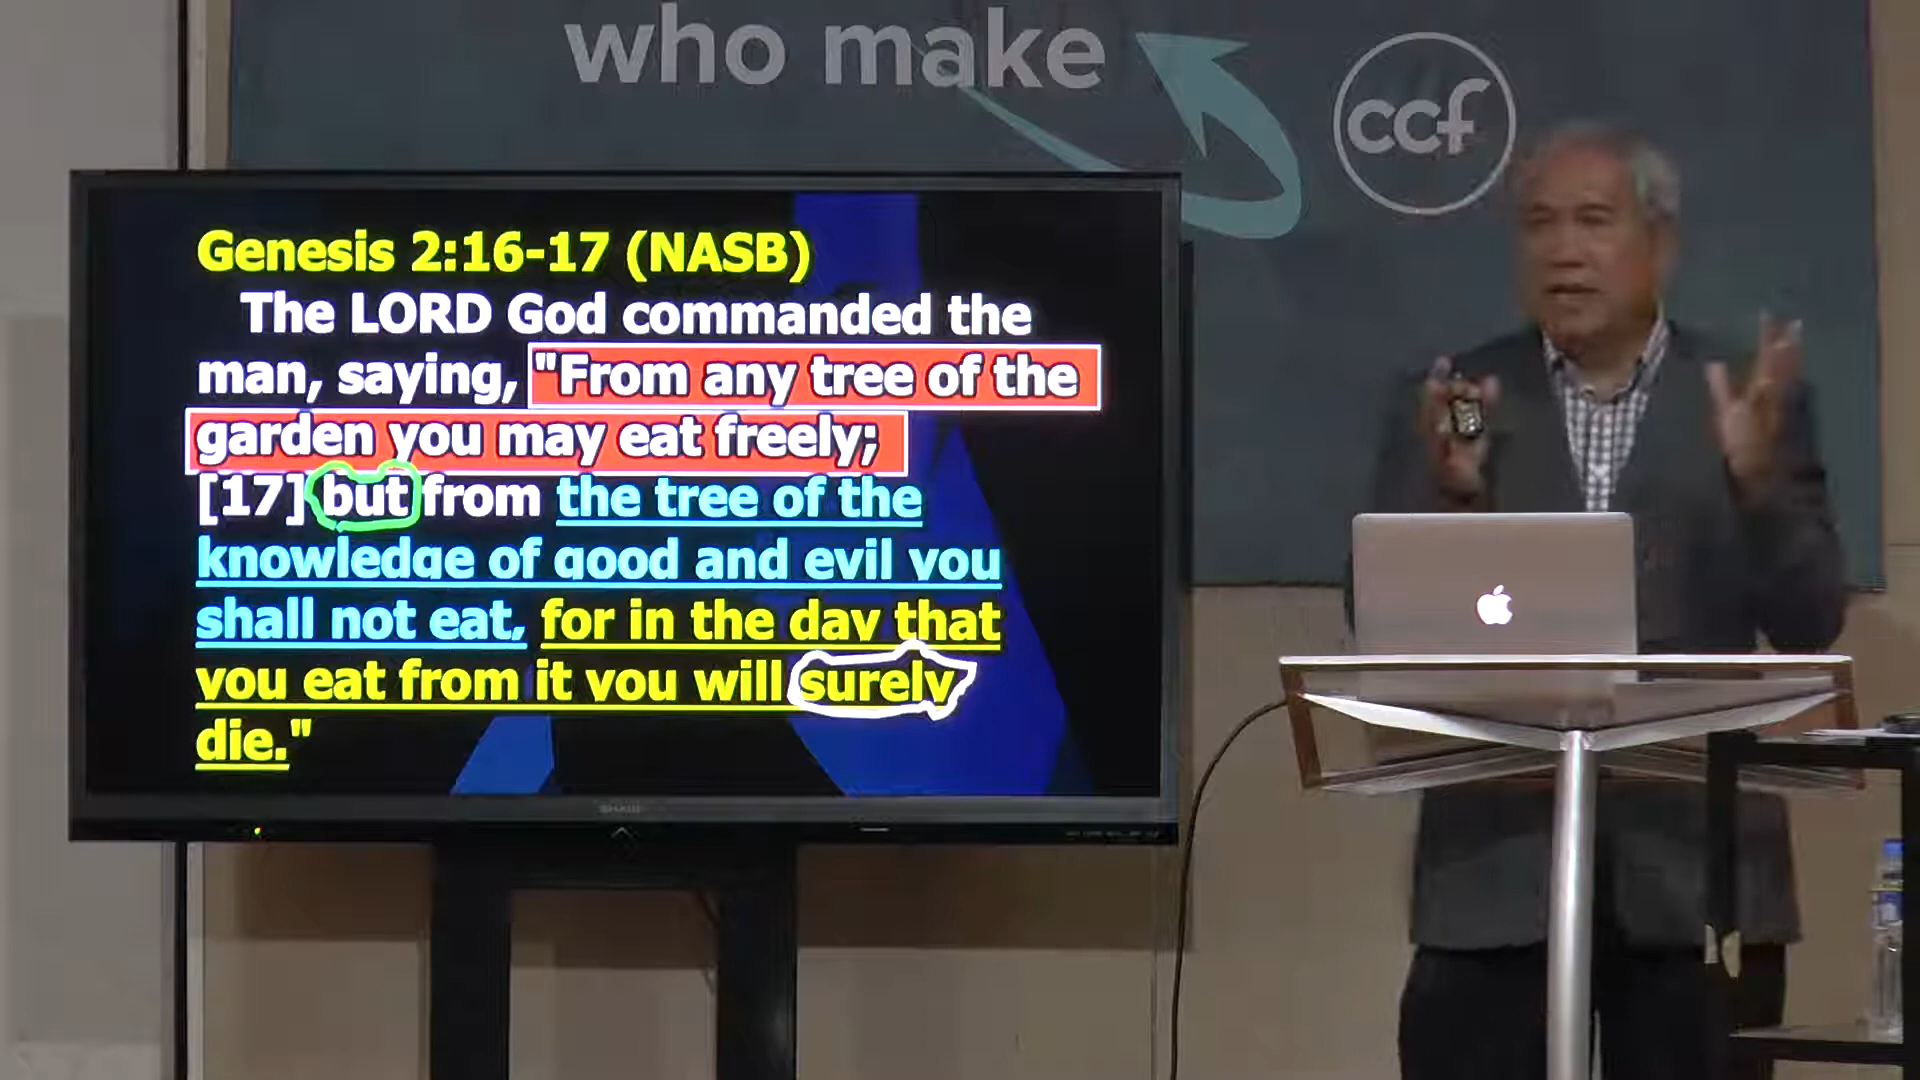 who make
ccf
Genesis 2:16-17 (NASB)
The LORD God commanded the
man, saying, "From any tree of the
garden you may eat freely;
[17] but from the tree of the
knowledge of good and evil you
shall not eat, for in the day that
you eat from it you will surely
die."
SHARP